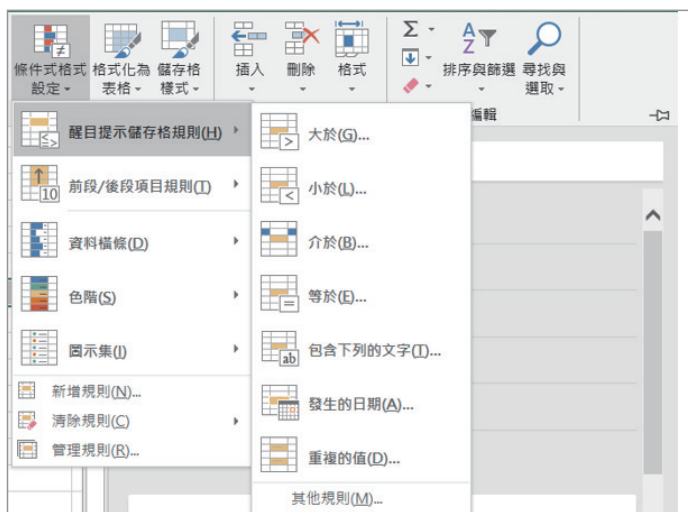 條件式格式設定 格式化為表格 儲存格樣式 插入 刪除 格式 排序與篩選 尋找與選取
編輯
醒目提示儲存格規則(H)
前段/後段項目規則(T)
資料橫條(D)
色階(S)
圖示集(I)
新增規則(N)...
清除規則(C)
管理規則(R)...
大於(G)...
小於(L)...
介於(B)...
等於(E)...
包含下列的文字(T)...
發生的日期(A)...
重複的值(D)...
其他規則(M)...